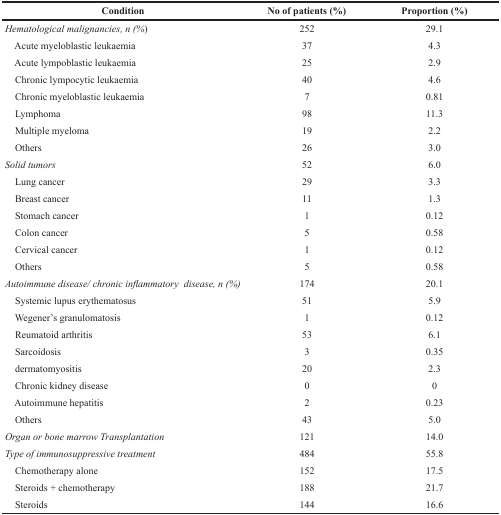 Condition No of patients (%) Proportion (%)
Hematological malignancies, n (%) 252 29.1
Acute myeloblastic leukaemia 37 4.3
Acute lympoblastic leukaemia 25 2.9
Chronic lympocytic leukaemia 40 4.6
Chronic myeloblastic leukaemia 7 0.81
Lymphoma 98 11.3
Multiple myeloma 19 2.2
Others 26 3.0
Solid tumors 52 6.0
Lung cancer 29 3.3
Breast cancer 11 1.3
Stomach cancer 1 0.12
Colon cancer 5 0.58
Cervical cancer 1 0.12
Others 5 0.58
Autoimmune disease/ chronic inflammatory disease, n (%) 174 20.1
Systemic lupus erythematosus 51 5.9
Wegener's granulomatosis 1 0.12
Reumatoid arthritis 53 6.1
Sarcoidosis 3 0.35
dermatomyositis 20 2.3
Chronic kidney disease 0 0
Autoimmune hepatitis 2 0.23
Others 43 5.0
Organ or bone marrow Transplantation 121 14.0
Type of immunosuppressive treatment 484 55.8
Chemotherapy alone 152 17.5
Steroids + chemotherapy 188 21.7
Steroids 144 16.6